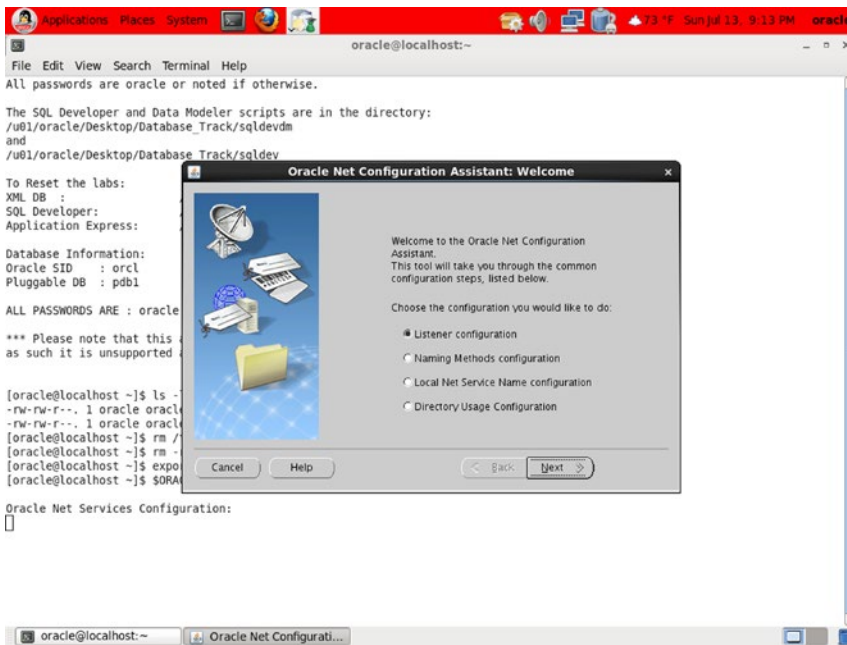 Applications Places System 73 °F Sun Jul 13, 9:13 PM oracle
oracle@localhost:~
File Edit View Search Terminal Help
All passwords are oracle or noted if otherwise.
The SQL Developer and Data Modeler scripts are in the directory:
/u01/oracle/Desktop/Database_Track/sqldevdm
and
/u01/oracle/Desktop/Database_Track/sqldev
To Reset the labs:
XML DB :
SQL Developer:
Application Express:
Database Information:
Oracle SID : orcl
Pluggable DB : pdb1
ALL PASSWORDS ARE : oracle
*** Please note that this
as such it is unsupported
[oracle@localhost ~]$ ls -
-rw-rw-r--. 1 oracle oracl
-rw-rw-r--. 1 oracle oracl
[oracle@localhost ~]$ rm /
[oracle@localhost ~]$ rm -
[oracle@localhost ~]$ expo
[oracle@localhost ~]$ $ORA
Oracle Net Services Configuration:
Oracle Net Configuration Assistant: Welcome
Welcome to the Oracle Net Configuration
Assistant.
This tool will take you through the common
configuration steps, listed below.
Choose the configuration you would like to do:
Listener configuration
Naming Methods configuration
Local Net Service Name configuration
Directory Usage Configuration
Cancel Help Back Next
oracle@localhost:~ Oracle Net Configurati...